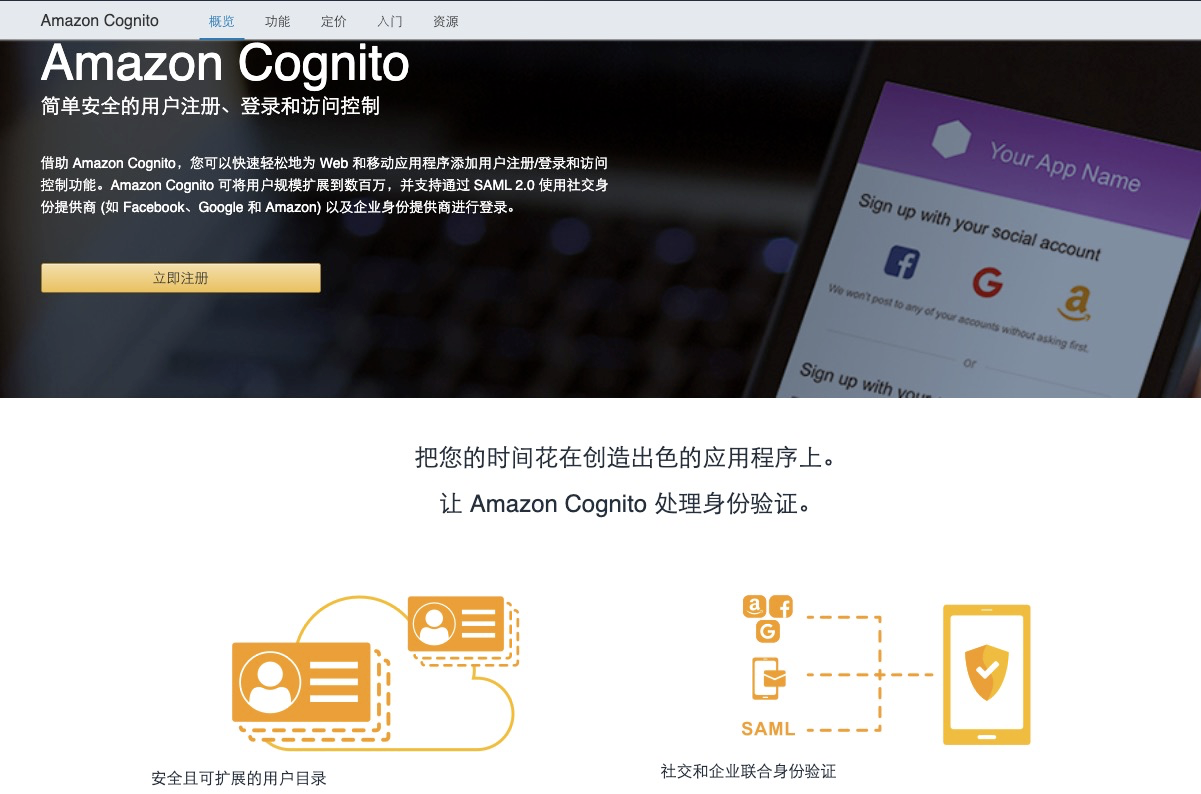 Amazon Cognito 概览 功能 定价 入门 资源
Amazon Cognito
简单安全的用户注册、登录和访问控制
借助 Amazon Cognito，您可以快速轻松地为 Web 和移动应用程序添加用户注册/登录和访问
控制功能。Amazon Cognito 可将用户规模扩展到数百万，并支持通过 SAML 2.0 使用社交身
份提供商 (如 Facebook、Google 和 Amazon) 以及企业身份提供商进行登录。
立即注册
Your App Name
Sign up with your social account
We won't post to any of your accounts without asking first.
or
Sign up with your
把您的时间花在创造出色的应用程序上。
让 Amazon Cognito 处理身份验证。
SAML
安全且可扩展的用户目录
社交和企业联合身份验证